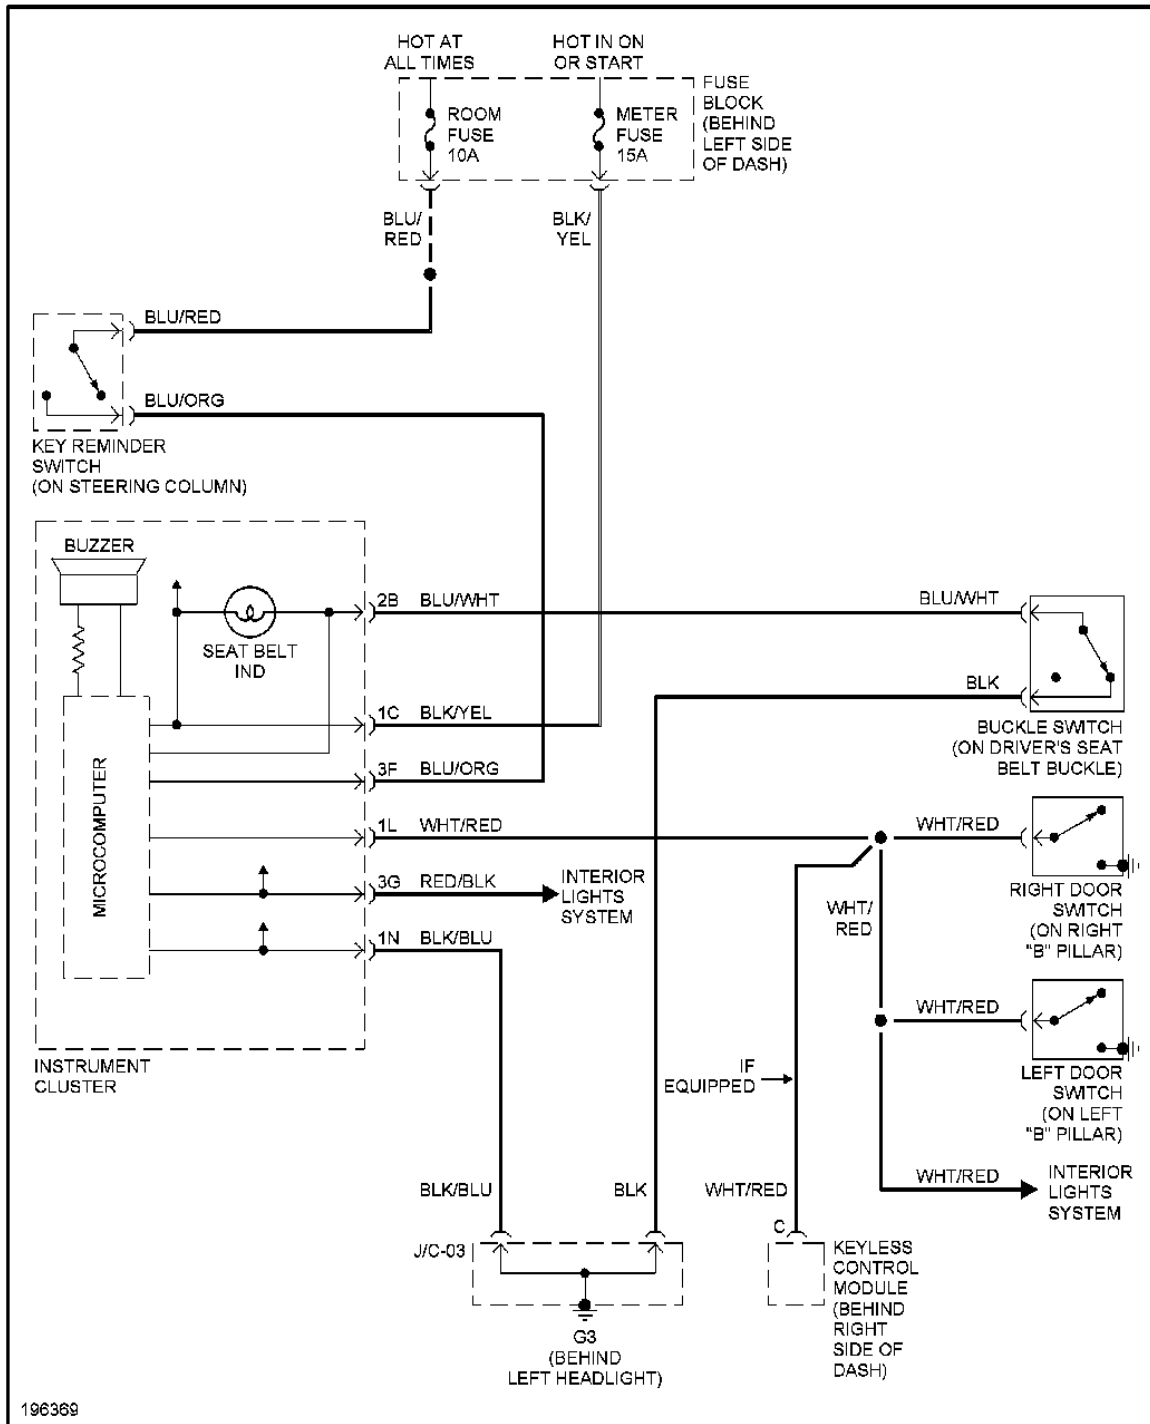 HOT AT
ALL TIMES
HOT IN ON
OR START
ROOM
FUSE
10A
METER
FUSE
15A
FUSE
BLOCK
(BEHIND
LEFT SIDE
OF DASH)
BLU/
RED
BLK/
YEL
BLU/RED
BLU/ORG
KEY REMINDER
SWITCH
(ON STEERING COLUMN)
BUZZER
SEAT BELT
IND
2B BLU/WHT
BLU/WHT
BLK
BUCKLE SWITCH
(ON DRIVER'S SEAT
BELT BUCKLE)
1C BLK/YEL
3F BLU/ORG
MICROCOMPUTER
1L WHT/RED
WHT/RED
3G RED/BLK
INTERIOR
LIGHTS
SYSTEM
RIGHT DOOR
SWITCH
(ON RIGHT
"B" PILLAR)
WHT/
RED
1N BLK/BLU
WHT/RED
INSTRUMENT
CLUSTER
IF
EQUIPPED
LEFT DOOR
SWITCH
(ON LEFT
"B" PILLAR)
BLK/BLU
BLK
WHT/RED
WHT/RED
INTERIOR
LIGHTS
SYSTEM
J/C-03
C
KEYLESS
CONTROL
MODULE
(BEHIND
RIGHT
SIDE OF
DASH)
G3
(BEHIND
LEFT HEADLIGHT)
196369